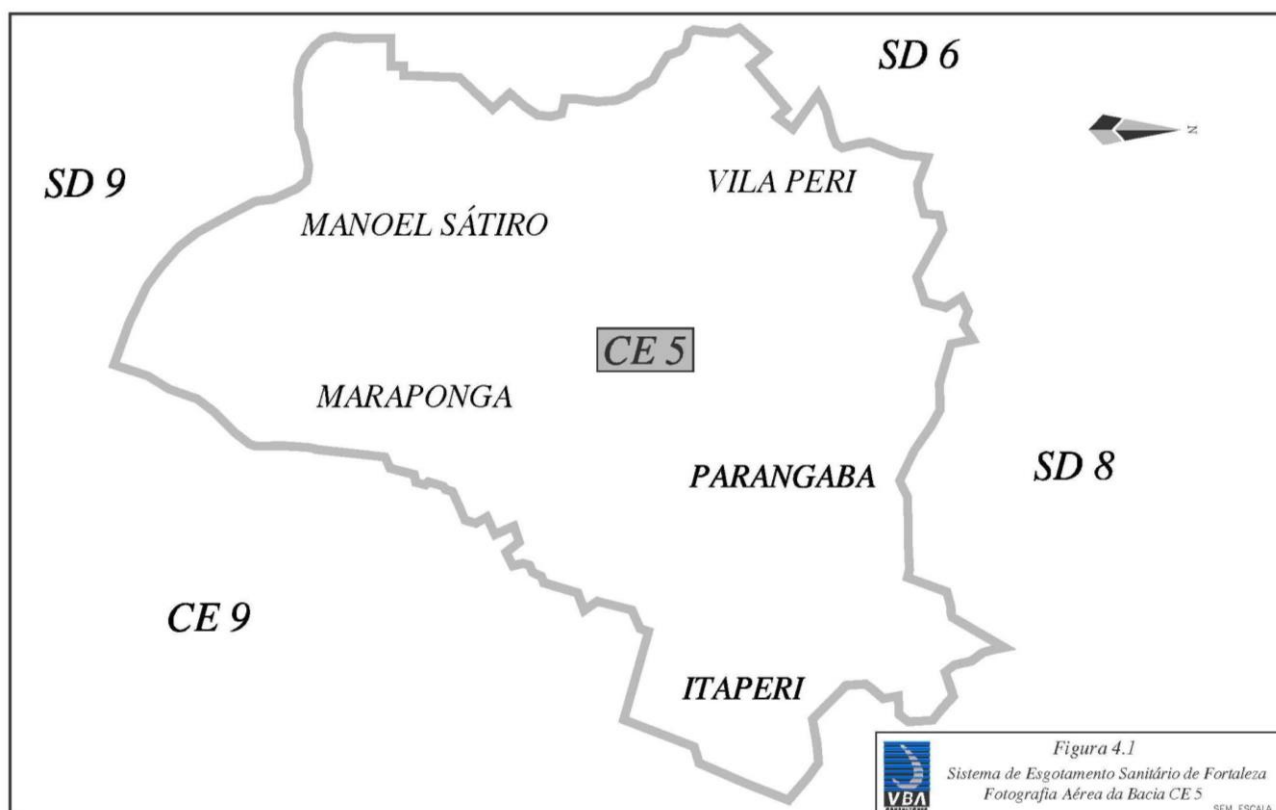 SD 6
N
SD 9
VILA PERI
MANOEL SÁTIRO
CE 5
MARAPONGA
PARANGABA
SD 8
CE 9
ITAPERI
Figura 4.1
Sistema de Esgotamento Sanitário de Fortaleza
Fotografia Aérea da Bacia CE 5
VBA
SEM ESCALA